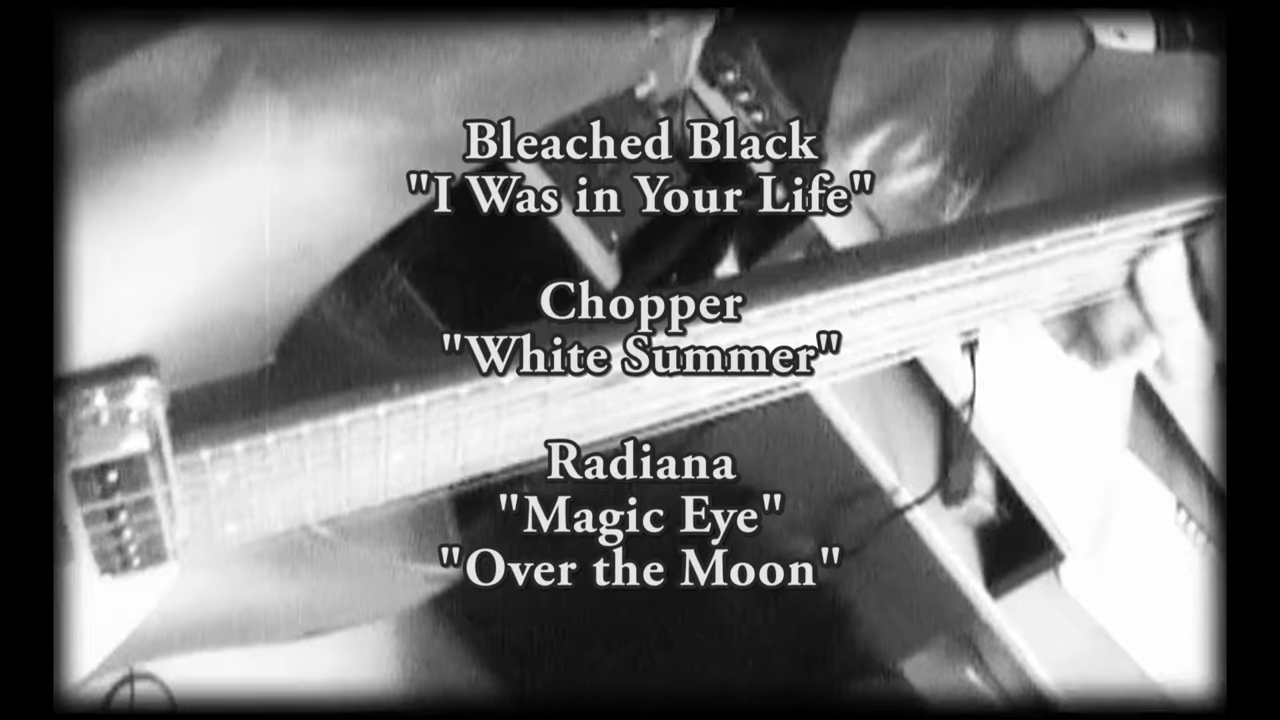 Bleached Black
"I Was in Your Life"
Chopper
"White Summer"
Radiana
"Magic Eye"
"Over the Moon"